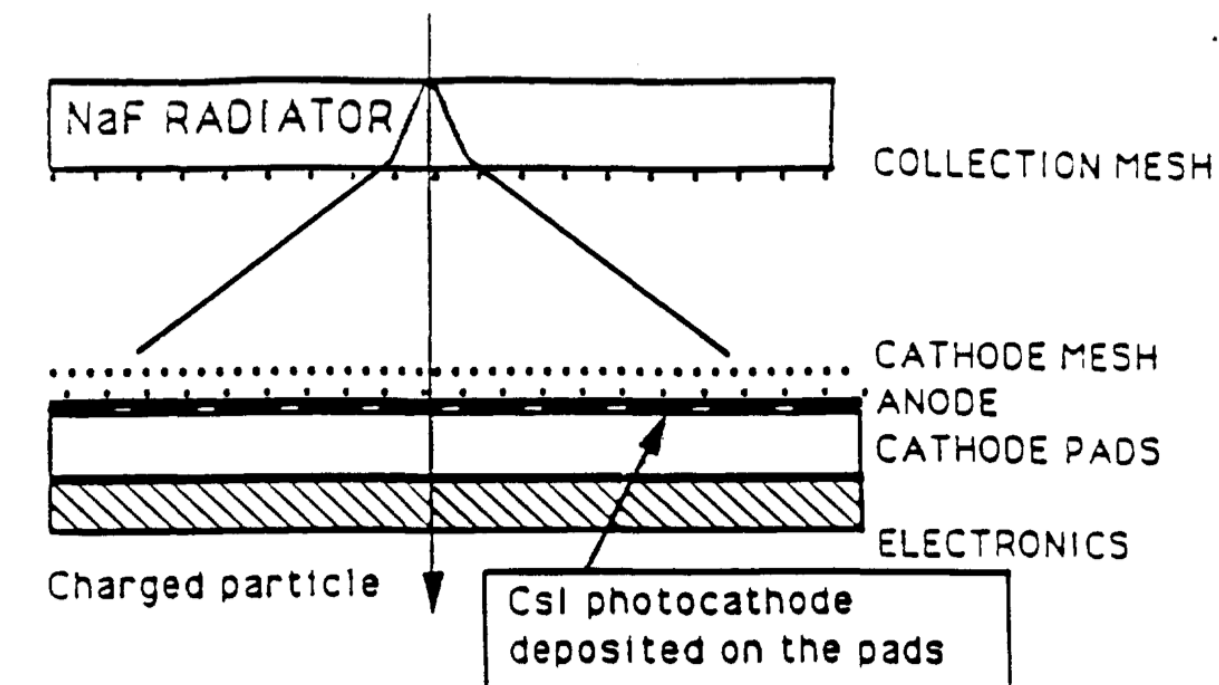 NaF RADIATOR
COLLECTION MESH
CATHODE MESH
ANODE
CATHODE PADS
ELECTRONICS
Charged particle
CsI photocathode
deposited on the pads